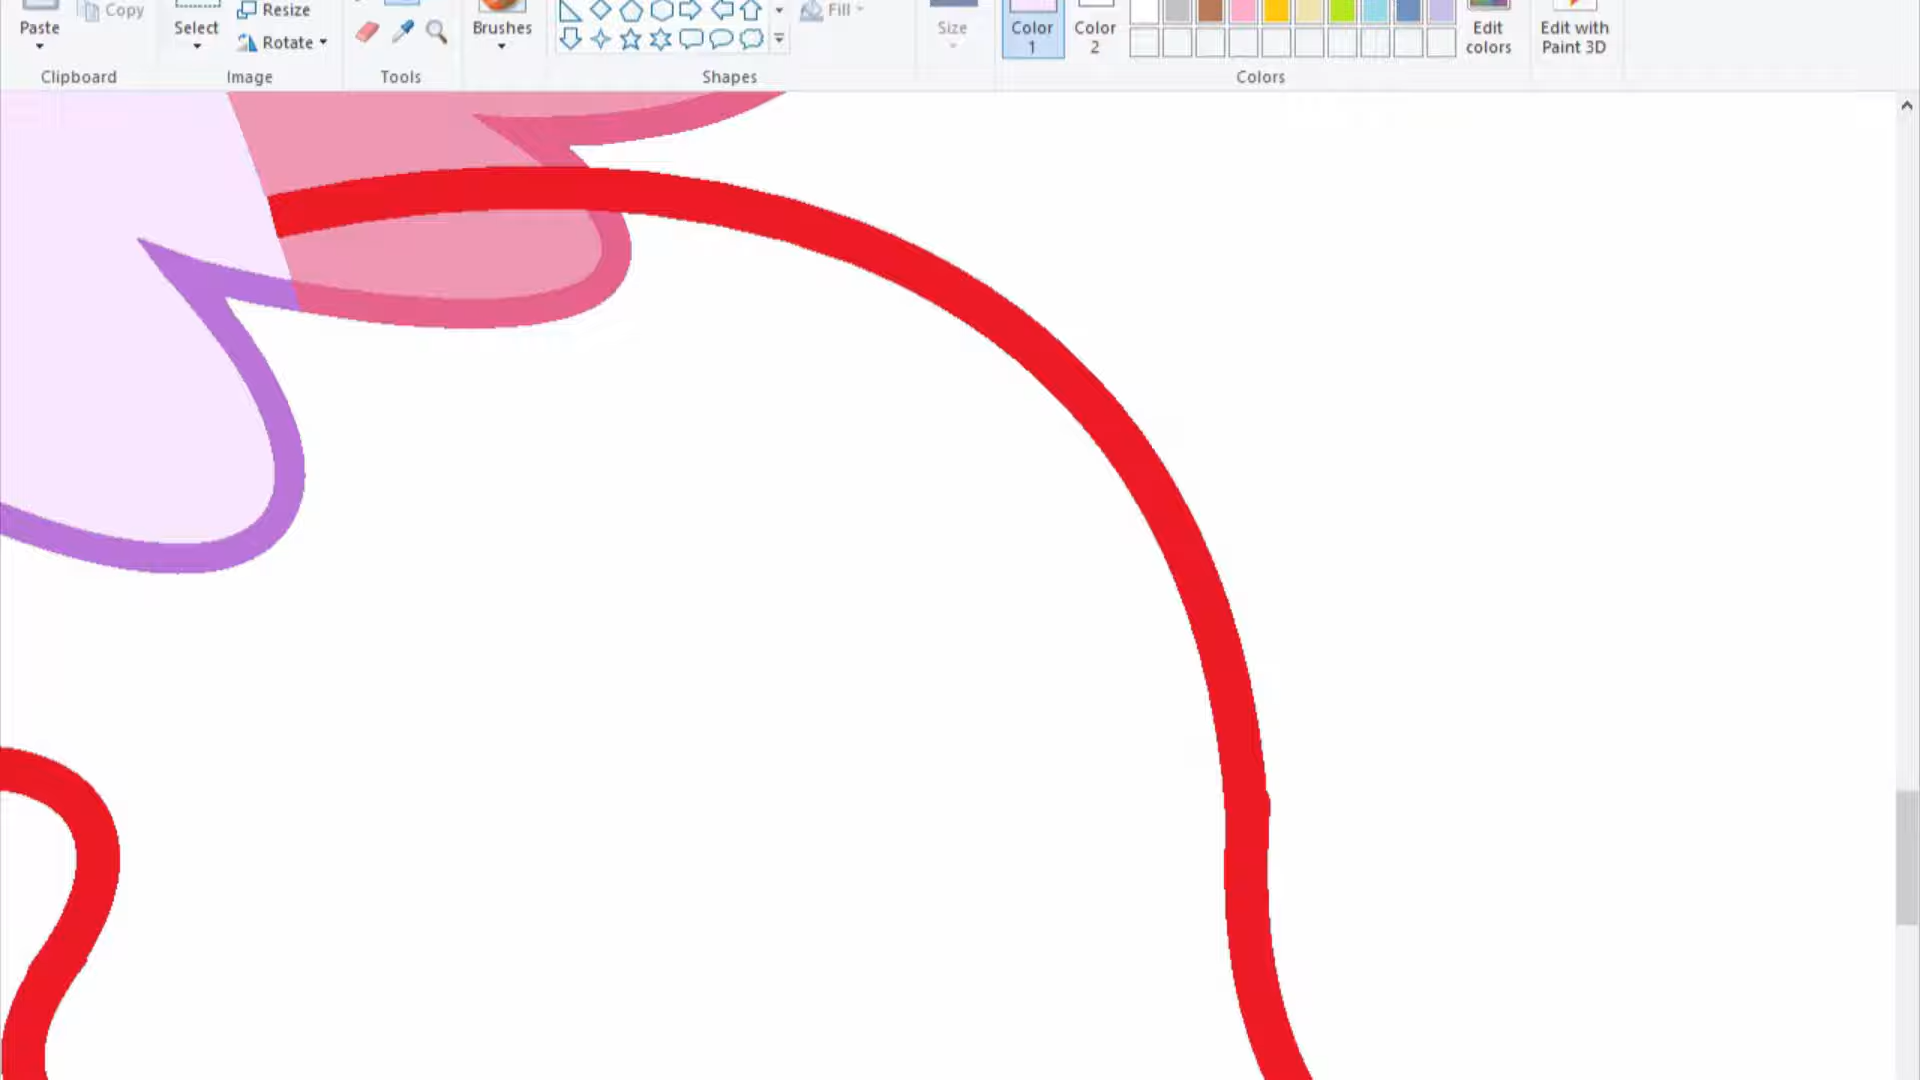 Paste
Copy
Select
Resize
Rotate
Brushes
Fill
Size
Color
1
Color
2
Edit
colors
Edit with
Paint 3D
Clipboard
Image
Tools
Shapes
Colors